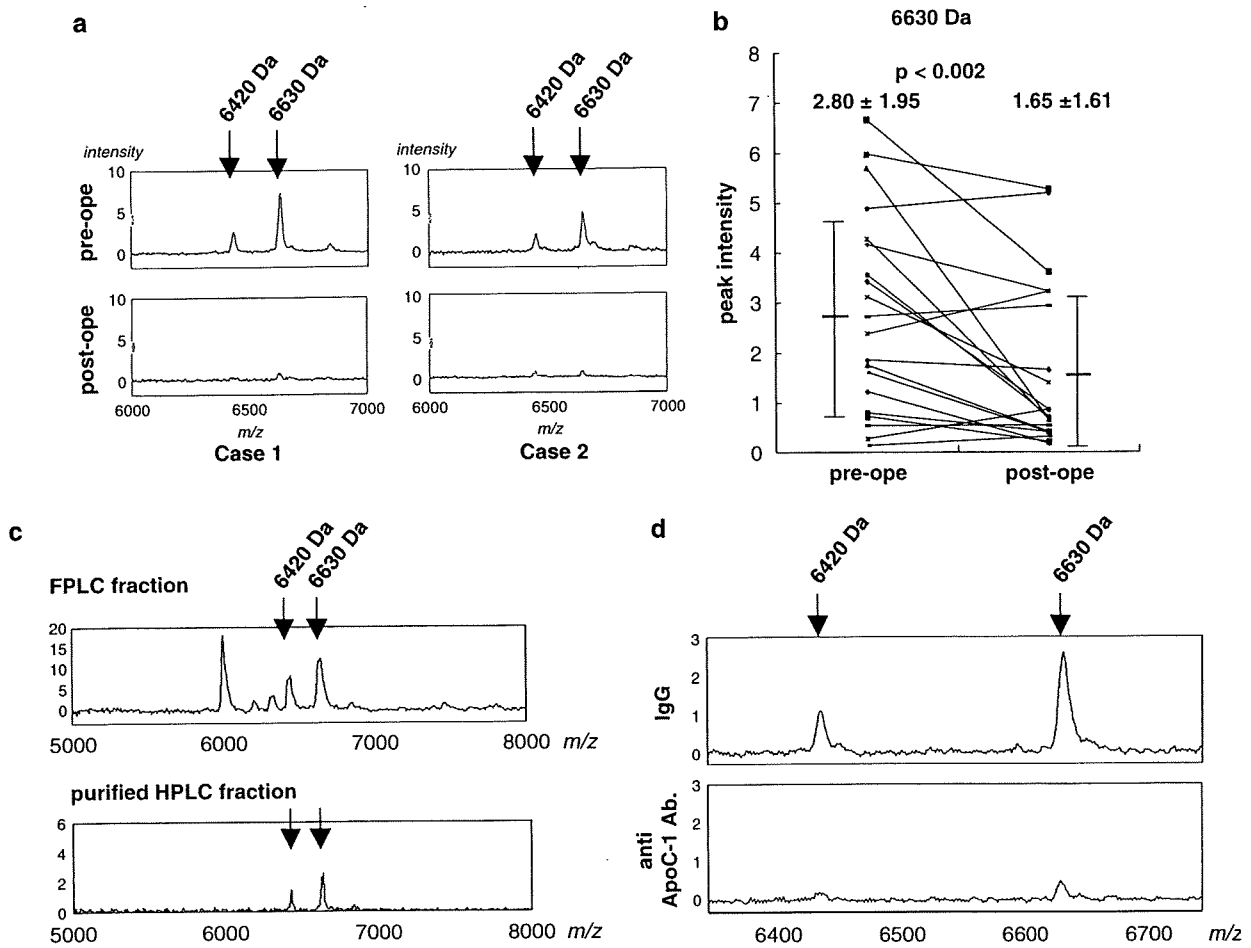 a
6420 Da
6630 Da
6420 Da
6630 Da
intensity
intensity
pre-ope
10
5
0
10
5
0
post-ope
10
5
0
10
5
0
6000 6500 7000
6000 6500 7000
m/z
m/z
Case 1
Case 2
b
6630 Da
p < 0.002
2.80 ± 1.95
1.65 ±1.61
peak intensity
8
7
6
5
4
3
2
1
0
pre-ope
post-ope
c
6420 Da
6630 Da
FPLC fraction
20
15
10
5
0
5000 6000 7000 8000 m/z
purified HPLC fraction
6
4
2
0
5000 6000 7000 8000 m/z
d
6420 Da
6630 Da
IgG
3
2
1
0
anti
ApoC-1 Ab.
3
2
1
0
6400 6500 6600 6700 m/z